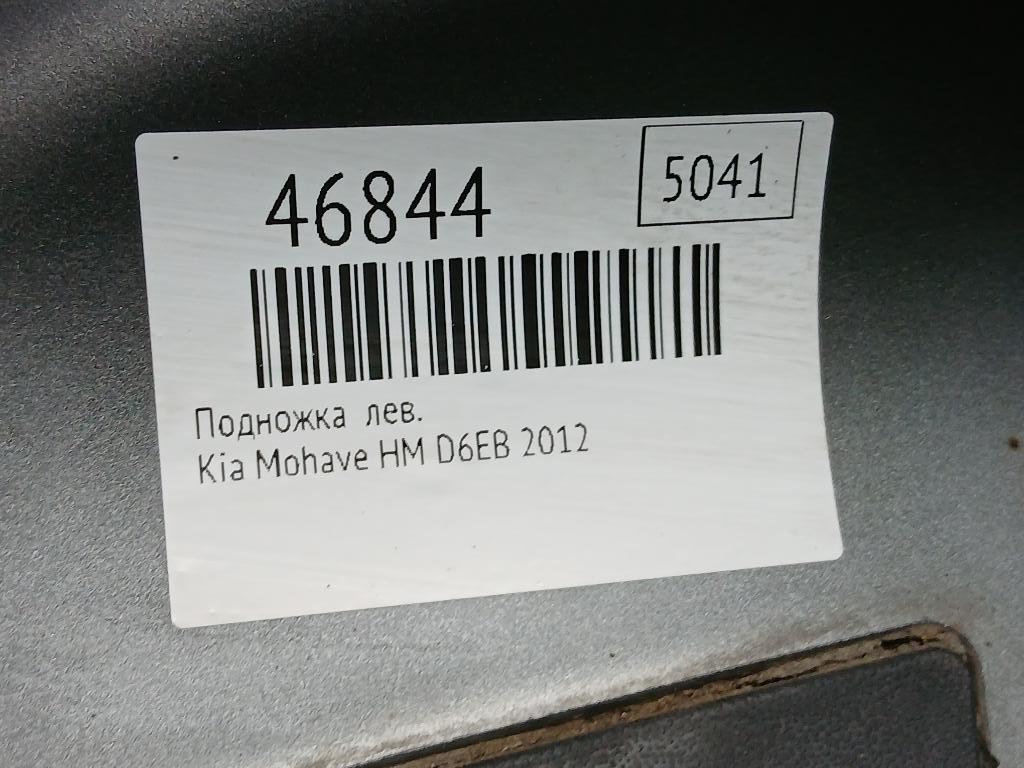 46844
5041
Подножка лев.
Kia Mohave HM D6EB 2012